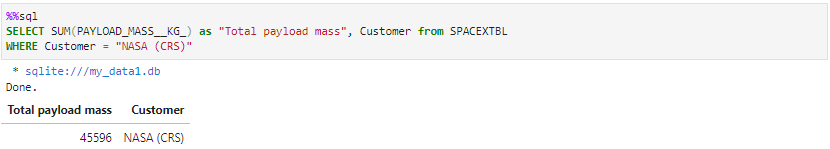 %%sql
SELECT SUM(PAYLOAD_MASS__KG_) as "Total payload mass", Customer from SPACEXTBL
WHERE Customer = "NASA (CRS)"
* sqlite:///my_data1.db
Done.
Total payload mass Customer
45596 NASA (CRS)